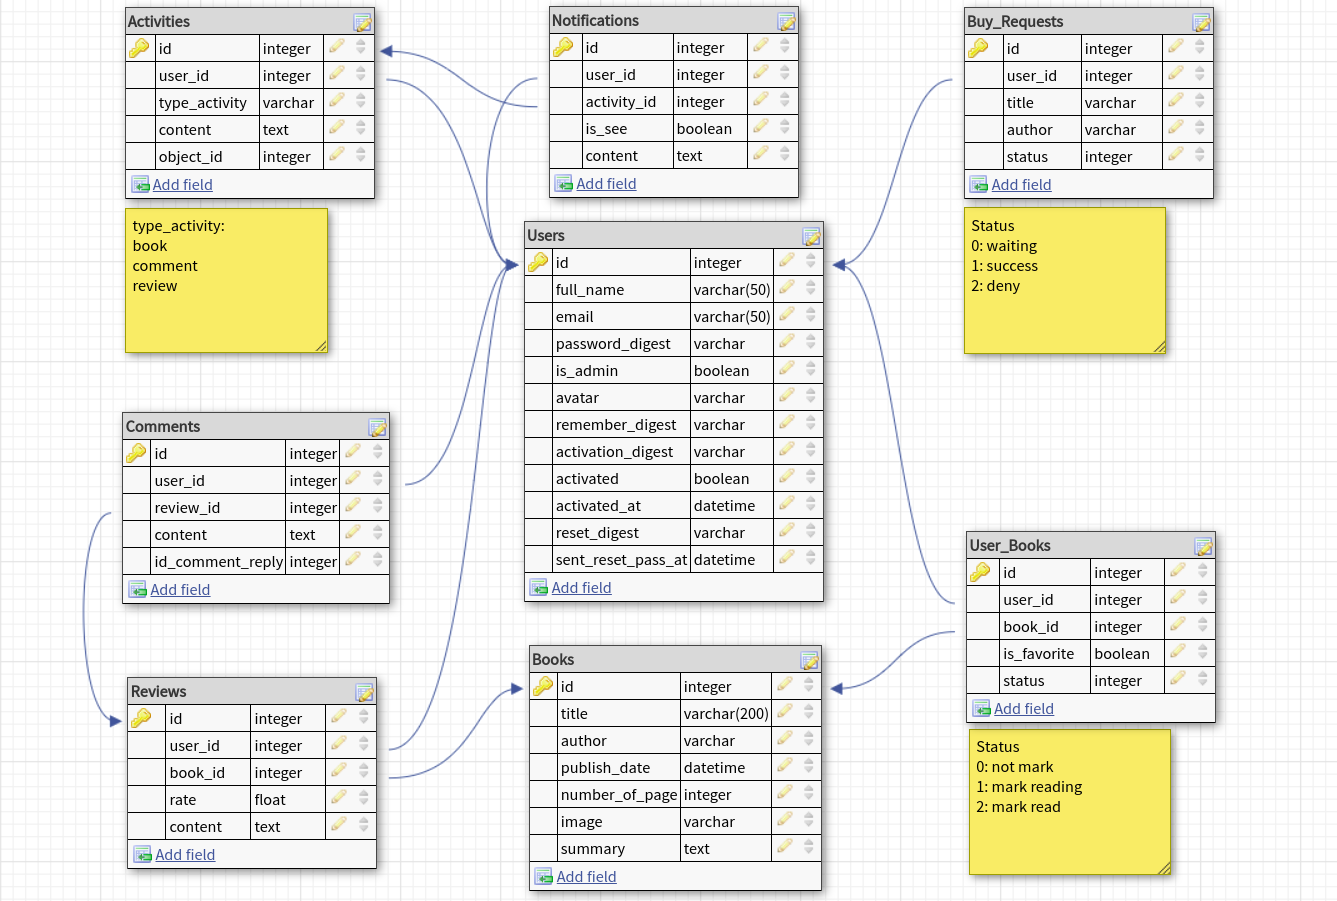 Activities
id integer
user_id integer
type_activity varchar
content text
object_id integer
Add field
type_activity:
book
comment
review
Notifications
id integer
user_id integer
activity_id integer
is_see boolean
content text
Add field
Buy_Requests
id integer
user_id integer
title varchar
author varchar
status integer
Add field
Status
0: waiting
1: success
2: deny
Users
id integer
full_name varchar(50)
email varchar(50)
password_digest varchar
is_admin boolean
avatar varchar
remember_digest varchar
activation_digest varchar
activated boolean
activated_at datetime
reset_digest varchar
sent_reset_pass_at datetime
Add field
Comments
id integer
user_id integer
review_id integer
content text
id_comment_reply integer
Add field
User_Books
id integer
user_id integer
book_id integer
is_favorite boolean
status integer
Add field
Status
0: not mark
1: mark reading
2: mark read
Reviews
id integer
user_id integer
book_id integer
rate float
content text
Add field
Books
id integer
title varchar(200)
author varchar
publish_date datetime
number_of_page integer
image varchar
summary text
Add field